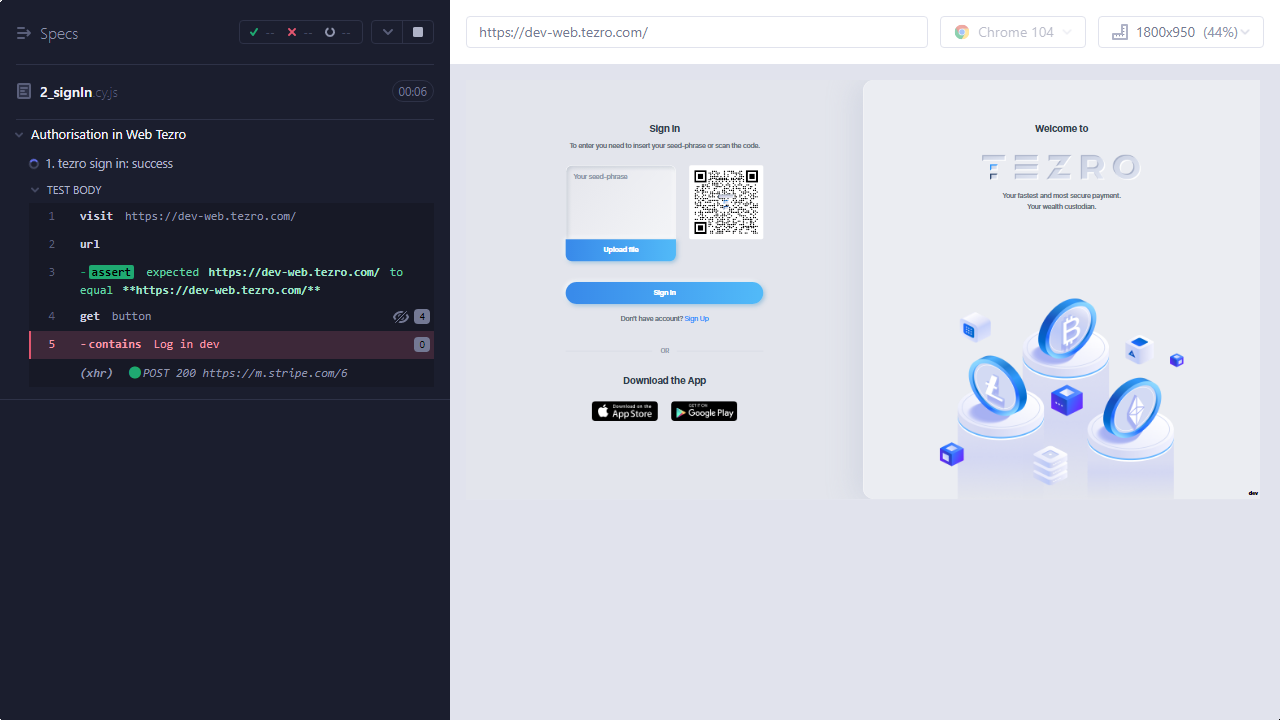 Specs
-- -- --
2_signIn.cy.js 00:06
Authorisation in Web Tezro
1. tezro sign in: success
TEST BODY
1 visit https://dev-web.tezro.com/
2 url
3 -assert expected https://dev-web.tezro.com/ to
equal **https://dev-web.tezro.com/**
4 get button 4
5 -contains Log in dev 0
(xhr) POST 200 https://m.stripe.com/6
https://dev-web.tezro.com/
Chrome 104
1800x950 (44%)
Sign in
To enter you need to insert your seed-phrase or scan the code.
Your seed-phrase
Upload file
Sign in
Don't have account? Sign Up
OR
Download the App
Download on the
App Store
GET IT ON
Google Play
Welcome to
TEZRO
Your fastest and most secure payment.
Your wealth custodian.
dev